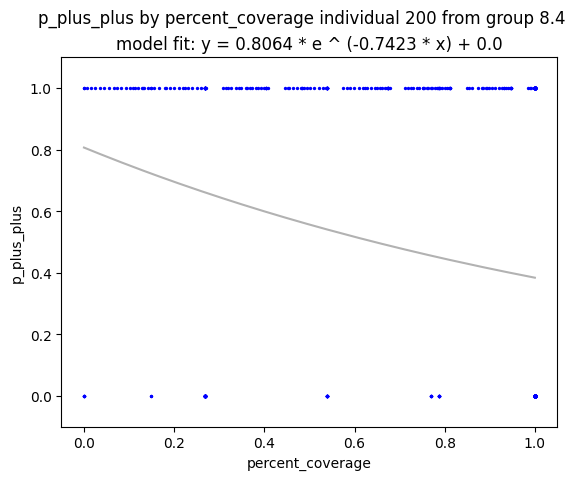 p_plus_plus by percent_coverage individual 200 from group 8.4
model fit: y = 0.8064 * e ^ (-0.7423 * x) + 0.0
1.0
0.8
0.6
0.4
0.2
0.0
p_plus_plus
0.0 0.2 0.4 0.6 0.8 1.0
percent_coverage